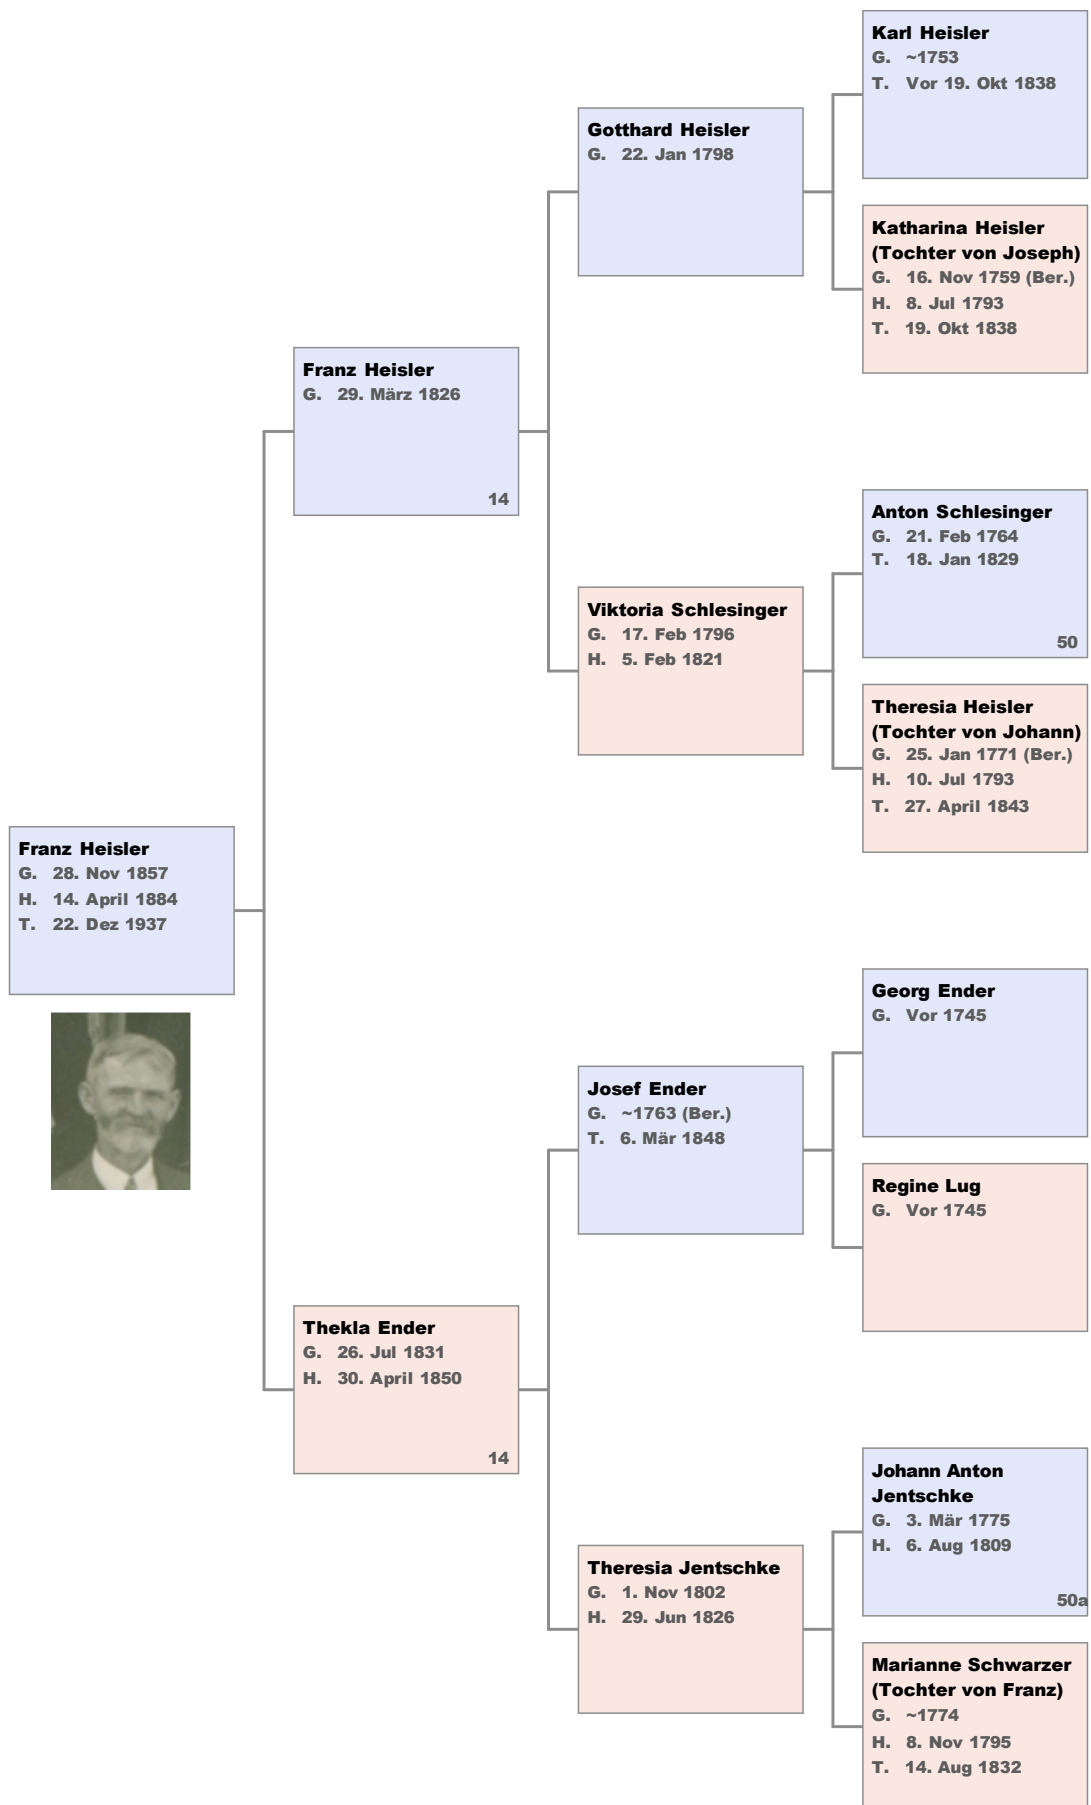 Karl Heisler
G. ~1753
T. Vor 19. Okt 1838
Gotthard Heisler
G. 22. Jan 1798
Katharina Heisler
(Tochter von Joseph)
G. 16. Nov 1759 (Ber.)
H. 8. Jul 1793
T. 19. Okt 1838
Franz Heisler
G. 29. März 1826
14
Anton Schlesinger
G. 21. Feb 1764
T. 18. Jan 1829
50
Viktoria Schlesinger
G. 17. Feb 1796
H. 5. Feb 1821
Theresia Heisler
(Tochter von Johann)
G. 25. Jan 1771 (Ber.)
H. 10. Jul 1793
T. 27. April 1843
Franz Heisler
G. 28. Nov 1857
H. 14. April 1884
T. 22. Dez 1937
Georg Ender
G. Vor 1745
Josef Ender
G. ~1763 (Ber.)
T. 6. Mär 1848
Regine Lug
G. Vor 1745
Thekla Ender
G. 26. Jul 1831
H. 30. April 1850
14
Johann Anton
Jentschke
G. 3. Mär 1775
H. 6. Aug 1809
50a
Theresia Jentschke
G. 1. Nov 1802
H. 29. Jun 1826
Marianne Schwarzer
(Tochter von Franz)
G. ~1774
H. 8. Nov 1795
T. 14. Aug 1832